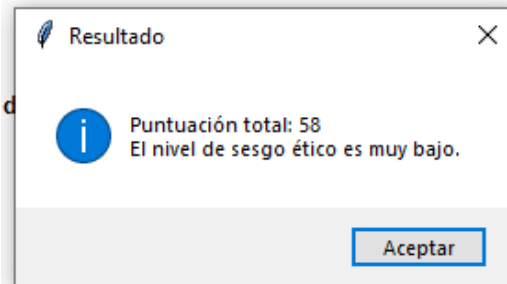 Resultado
d
Puntuación total: 58
El nivel de sesgo ético es muy bajo.
Aceptar